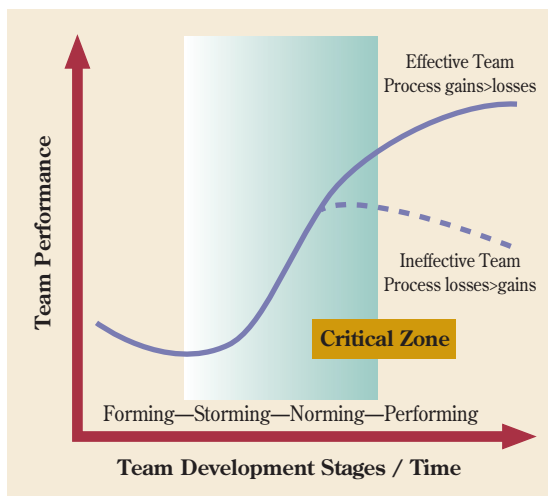 Effective Team
Process gains>losses
Team Performance
Ineffective Team
Process losses>gains
Critical Zone
Forming—Storming—Norming—Performing
Team Development Stages / Time